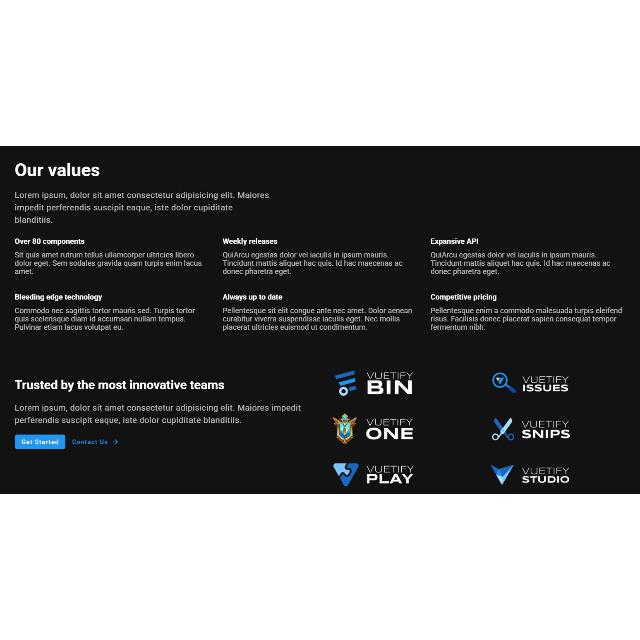 Our values
Lorem ipsum, dolor sit amet consectetur adipisicing elit. Maiores
impedit perferendis suscipit eaque, iste dolor cupiditate
blanditiis.
Over 80 components
Sit quis amet rutrum tellus ullamcorper ultricies libero
dolor eget. Sem sodales gravida quam turpis enim lacus
amet.
Weekly releases
QuiArcu egestas dolor vel iaculis in ipsum mauris.
Tincidunt mattis aliquet hac quis. Id hac maecenas ac
donec pharetra eget.
Expansive API
QuiArcu egestas dolor vel iaculis in ipsum mauris.
Tincidunt mattis aliquet hac quis. Id hac maecenas ac
donec pharetra eget.
Bleeding edge technology
Commodo nec sagittis tortor mauris sed. Turpis tortor
quis scelerisque diam id accumsan nullam tempus.
Pulvinar etiam lacus volutpat eu.
Always up to date
Pellentesque sit elit congue ante nec amet. Dolor aenean
curabitur viverra suspendisse iaculis eget. Nec mollis
placerat ultricies euismod ut condimentum.
Competitive pricing
Pellentesque enim a commodo malesuada turpis eleifend
risus. Facilisis donec placerat sapien consequat tempor
fermentum nibh.
Trusted by the most innovative teams
Lorem ipsum, dolor sit amet consectetur adipisicing elit. Maiores impedit
perferendis suscipit eaque, iste dolor cupiditate blanditiis.
Get Started
Contact Us
VUETIFY
BIN
VUETIFY
ISSUES
VUETIFY
ONE
VUETIFY
SNIPS
VUETIFY
PLAY
VUETIFY
STUDIO